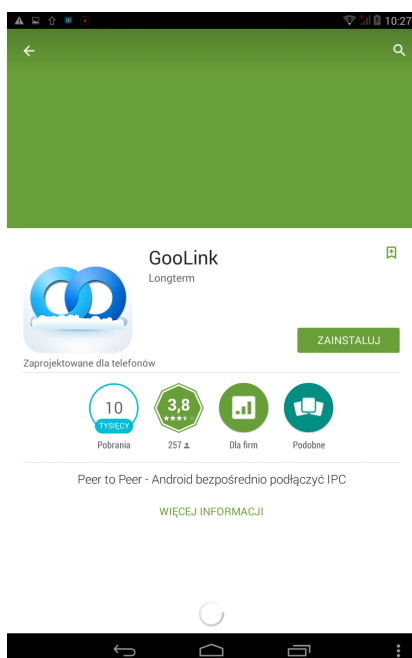 10:27
GooLink
Longterm
ZAINSTALUJ
Zaprojektowane dla telefonów
10
TYSIĘCY
3,8
Pobrania
257
Dla firm
Podobne
Peer to Peer - Android bezpośrednio podłączyć IPC
WIĘCEJ INFORMACJI